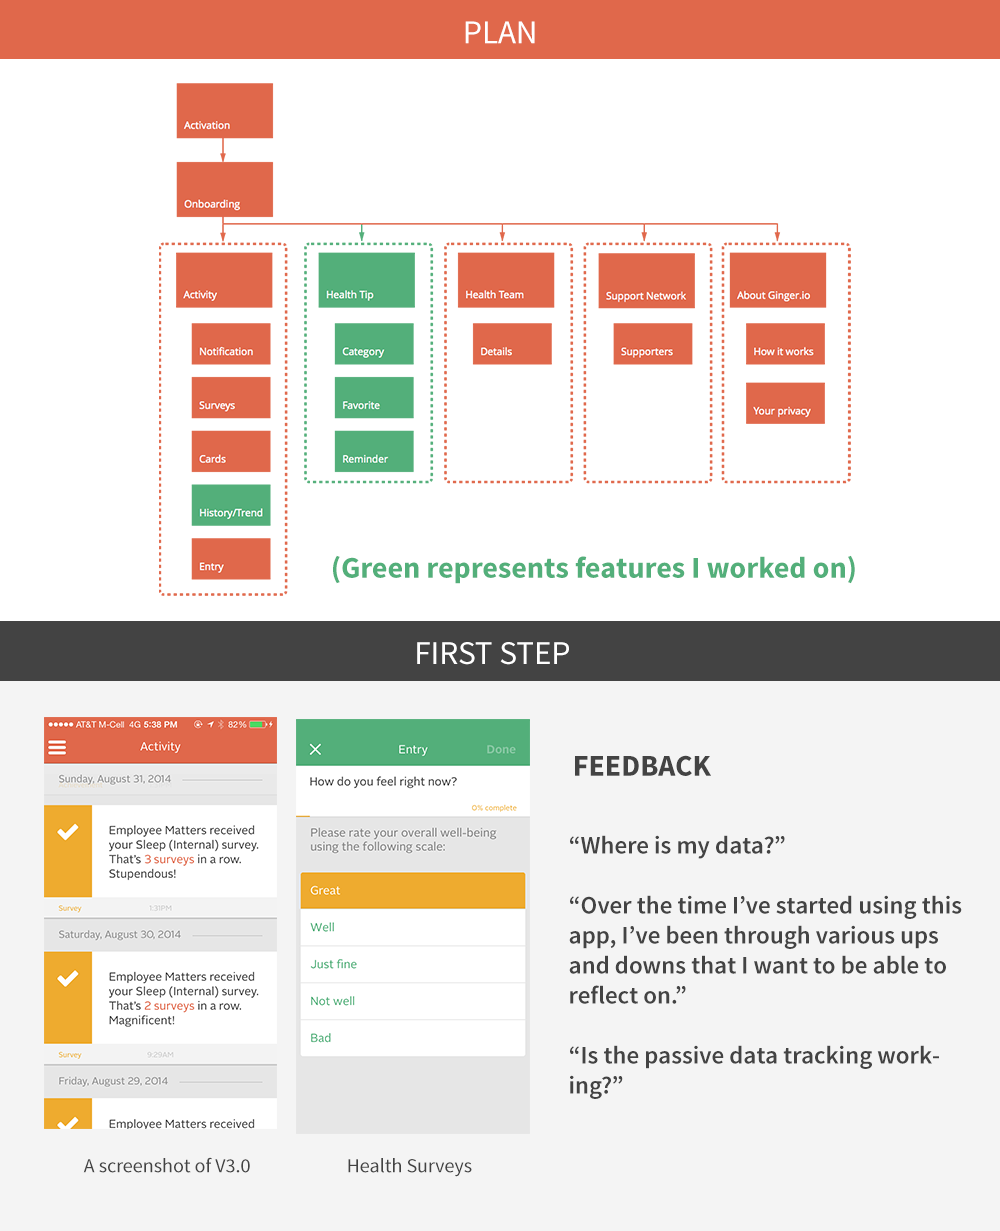 PLAN
Activation
Onboarding
Activity
Notification
Surveys
Cards
History/Trend
Entry
Health Tip
Category
Favorite
Reminder
Health Team
Details
Support Network
Supporters
About Ginger.io
How it works
Your privacy
(Green represents features I worked on)
FIRST STEP
AT&T M-Cell 4G 5:38 PM 82%
Activity
Sunday, August 31, 2014
Employee Matters received
your Sleep (Internal) survey.
That's 3 surveys in a row.
Stupendous!
Survey 1:31PM
Saturday, August 30, 2014
Employee Matters received
your Sleep (Internal) survey.
That's 2 surveys in a row.
Magnificent!
Survey 9:29AM
Friday, August 29, 2014
Employee Matters received
A screenshot of V3.0
Entry Done
How do you feel right now?
0% complete
Please rate your overall well-being
using the following scale:
Great
Well
Just fine
Not well
Bad
Health Surveys
FEEDBACK
“Where is my data?”
“Over the time I’ve started using this
app, I’ve been through various ups
and downs that I want to be able to
reflect on.”
“Is the passive data tracking work-
ing?”